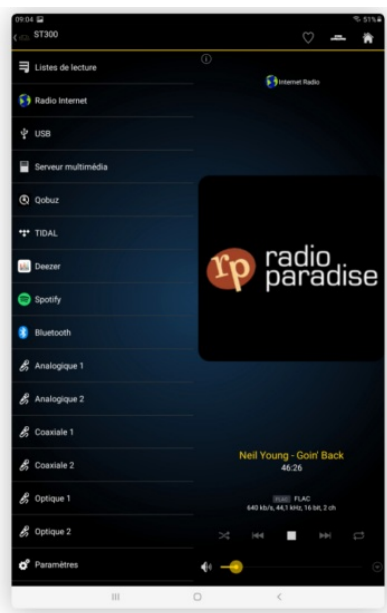 09:04
51%
ST300
Listes de lecture
Radio Internet
USB
Serveur multimédia
Qobuz
TIDAL
Deezer
Spotify
Bluetooth
Analogique 1
Analogique 2
Coaxiale 1
Coaxiale 2
Optique 1
Optique 2
Paramètres
Internet Radio
rp radio
paradise
Neil Young - Goin' Back
46:26
FLAC FLAC
640 kb/s, 44,1 kHz, 16 bit, 2 ch